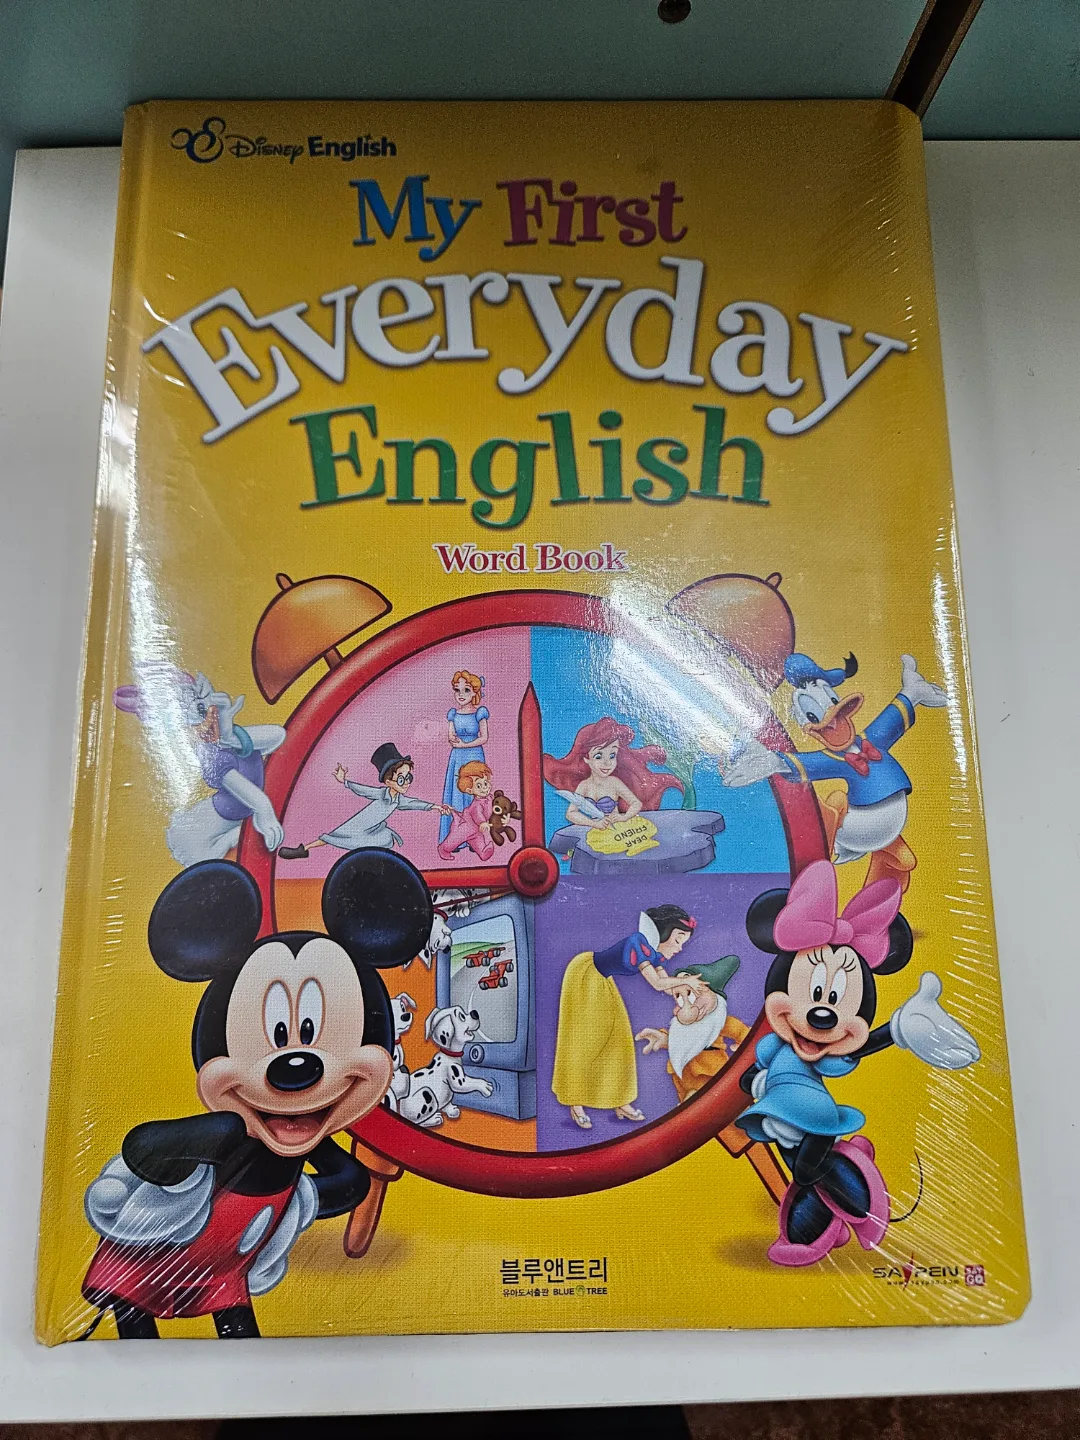 Disney English
My First
Everyday
English
Word Book
DEAR
FRIEND
블루앤트리
유아도서출판 BLUE TREE
SAYPEN